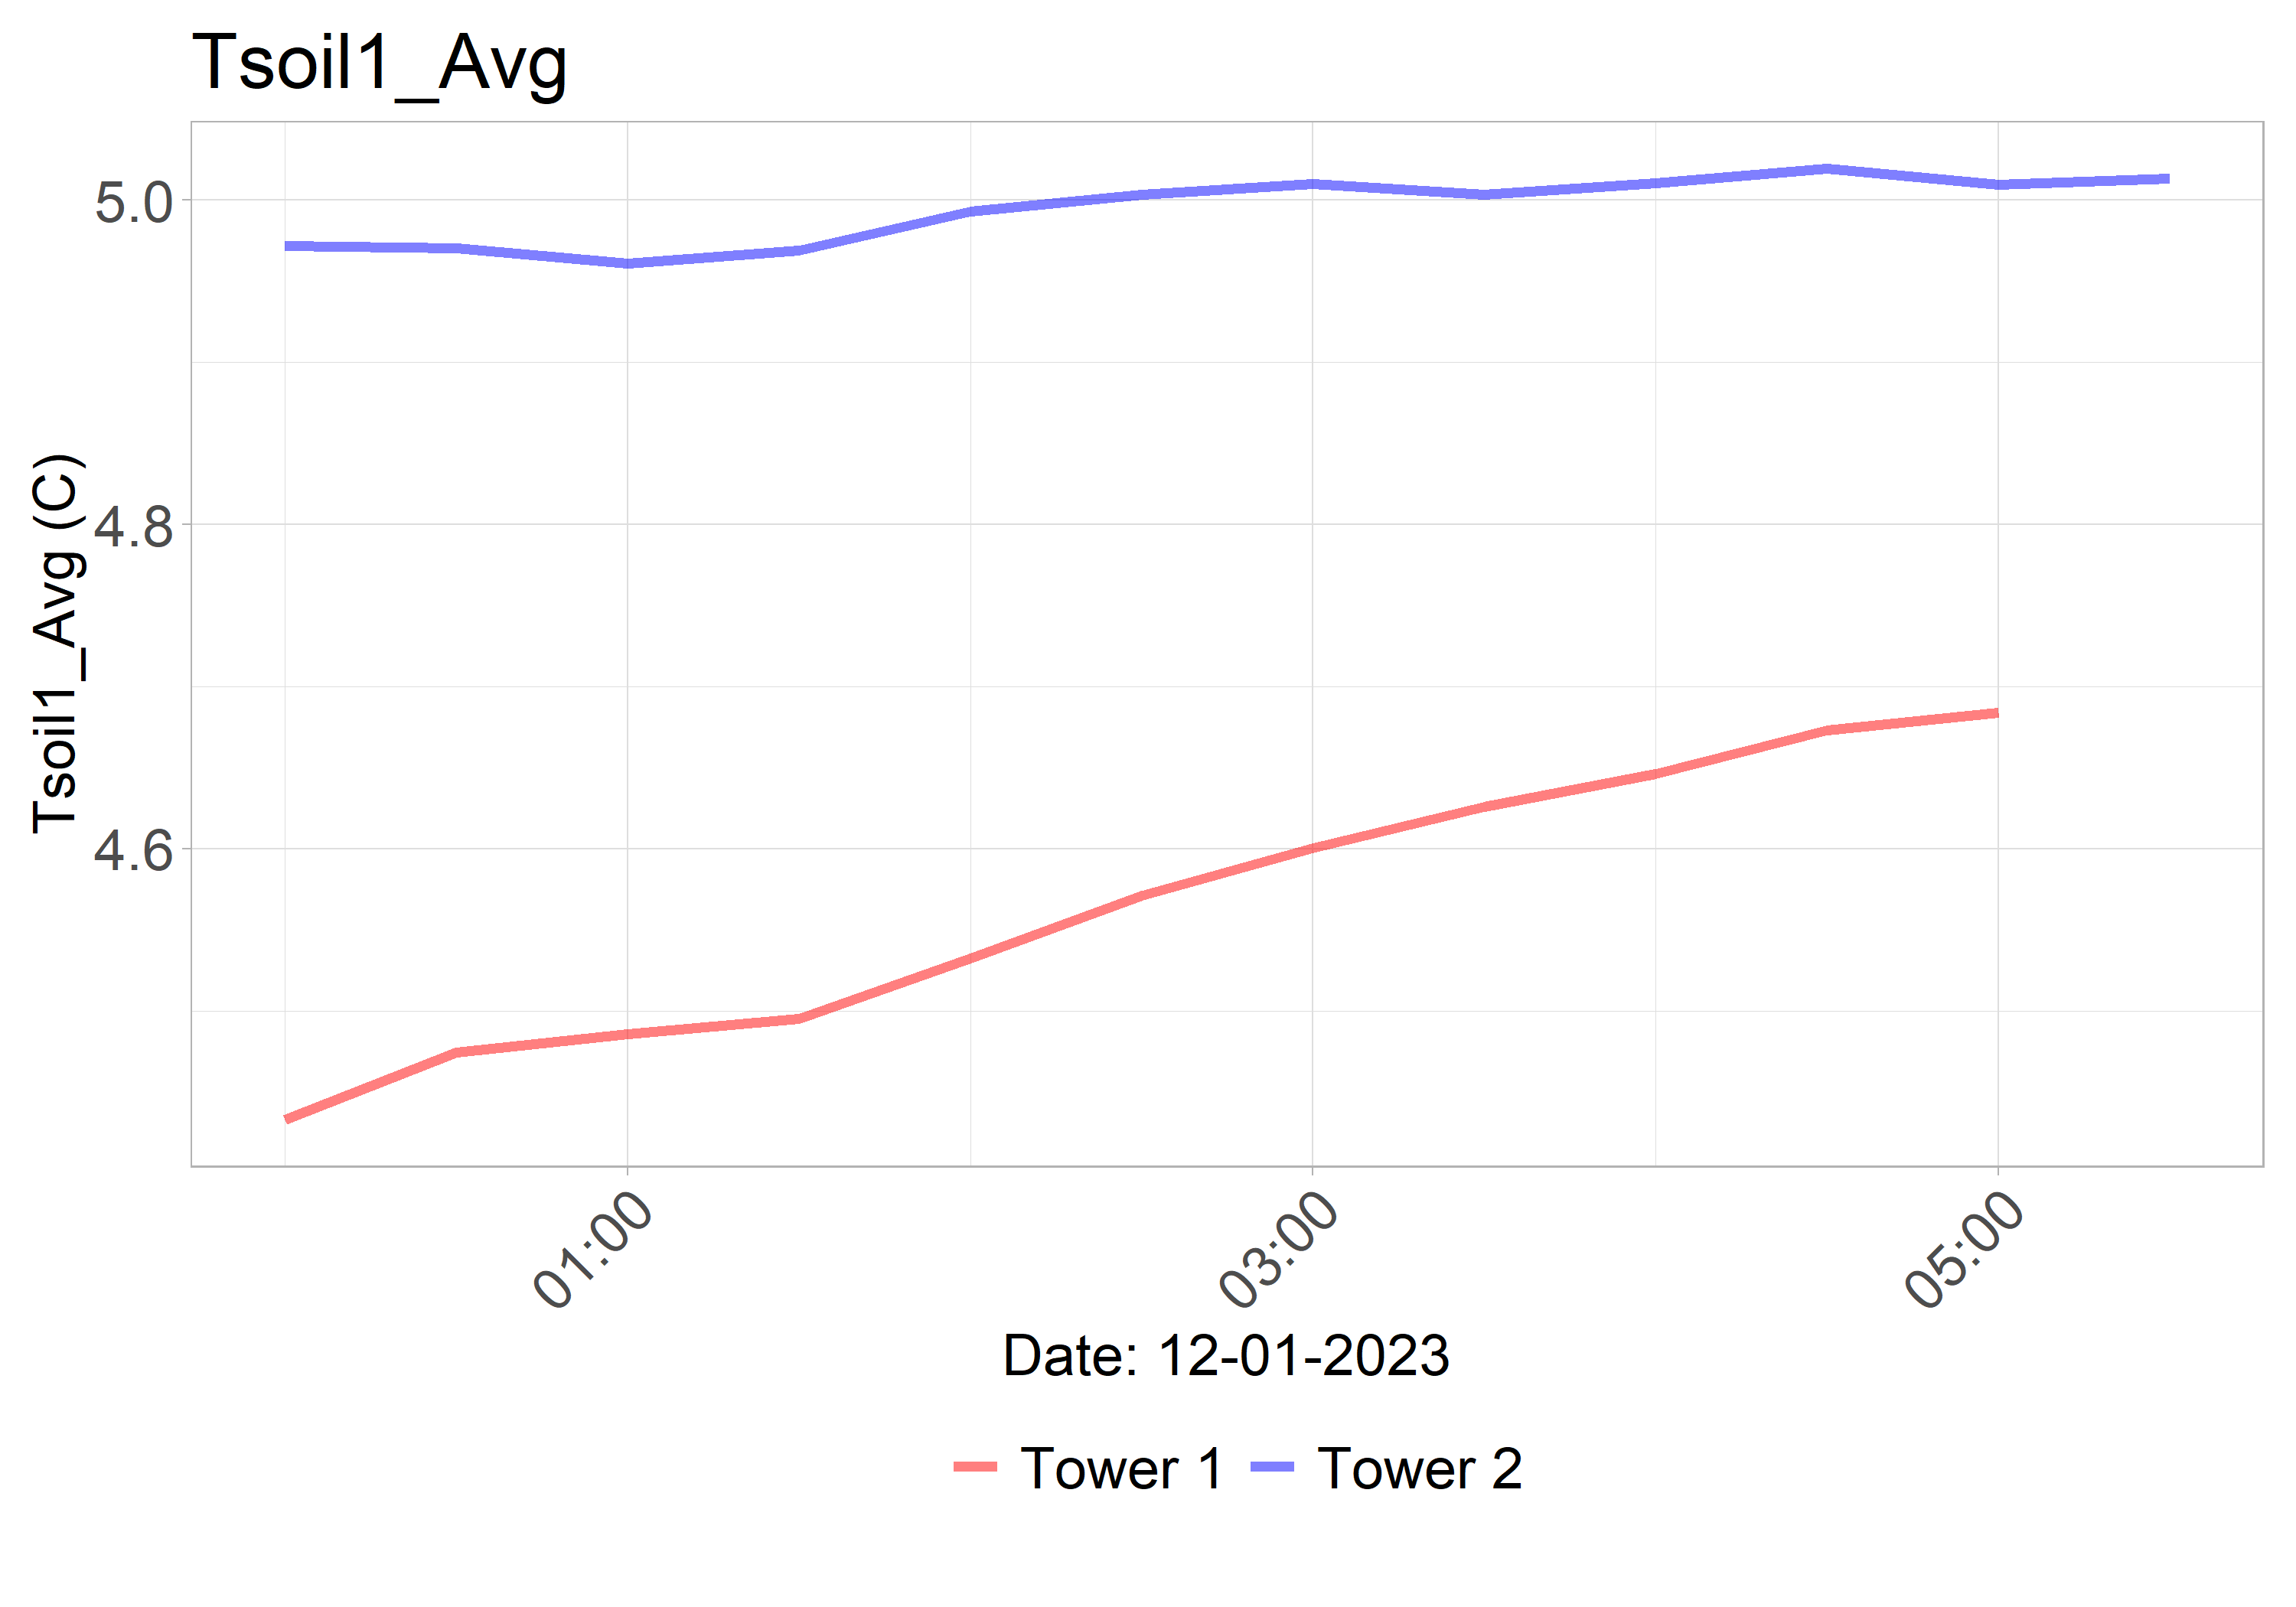 Tsoil1_Avg
Tsoil1_Avg (C)
5.0
4.8
4.6
01:00
03:00
05:00
Date: 12-01-2023
Tower 1
Tower 2